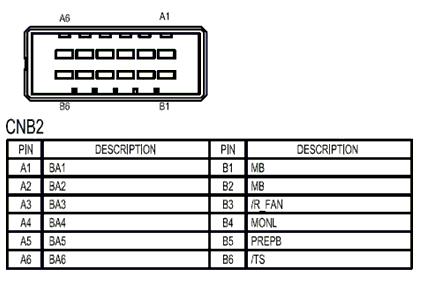 A6 A1
B6 B1
CNB2
PIN DESCRIPTION PIN DESCRIPTION
A1 BA1 B1 MB
A2 BA2 B2 MB
A3 BA3 B3 /R_FAN
A4 BA4 B4 MONL
A5 BA5 B5 PREPB
A6 BA6 B6 /TS